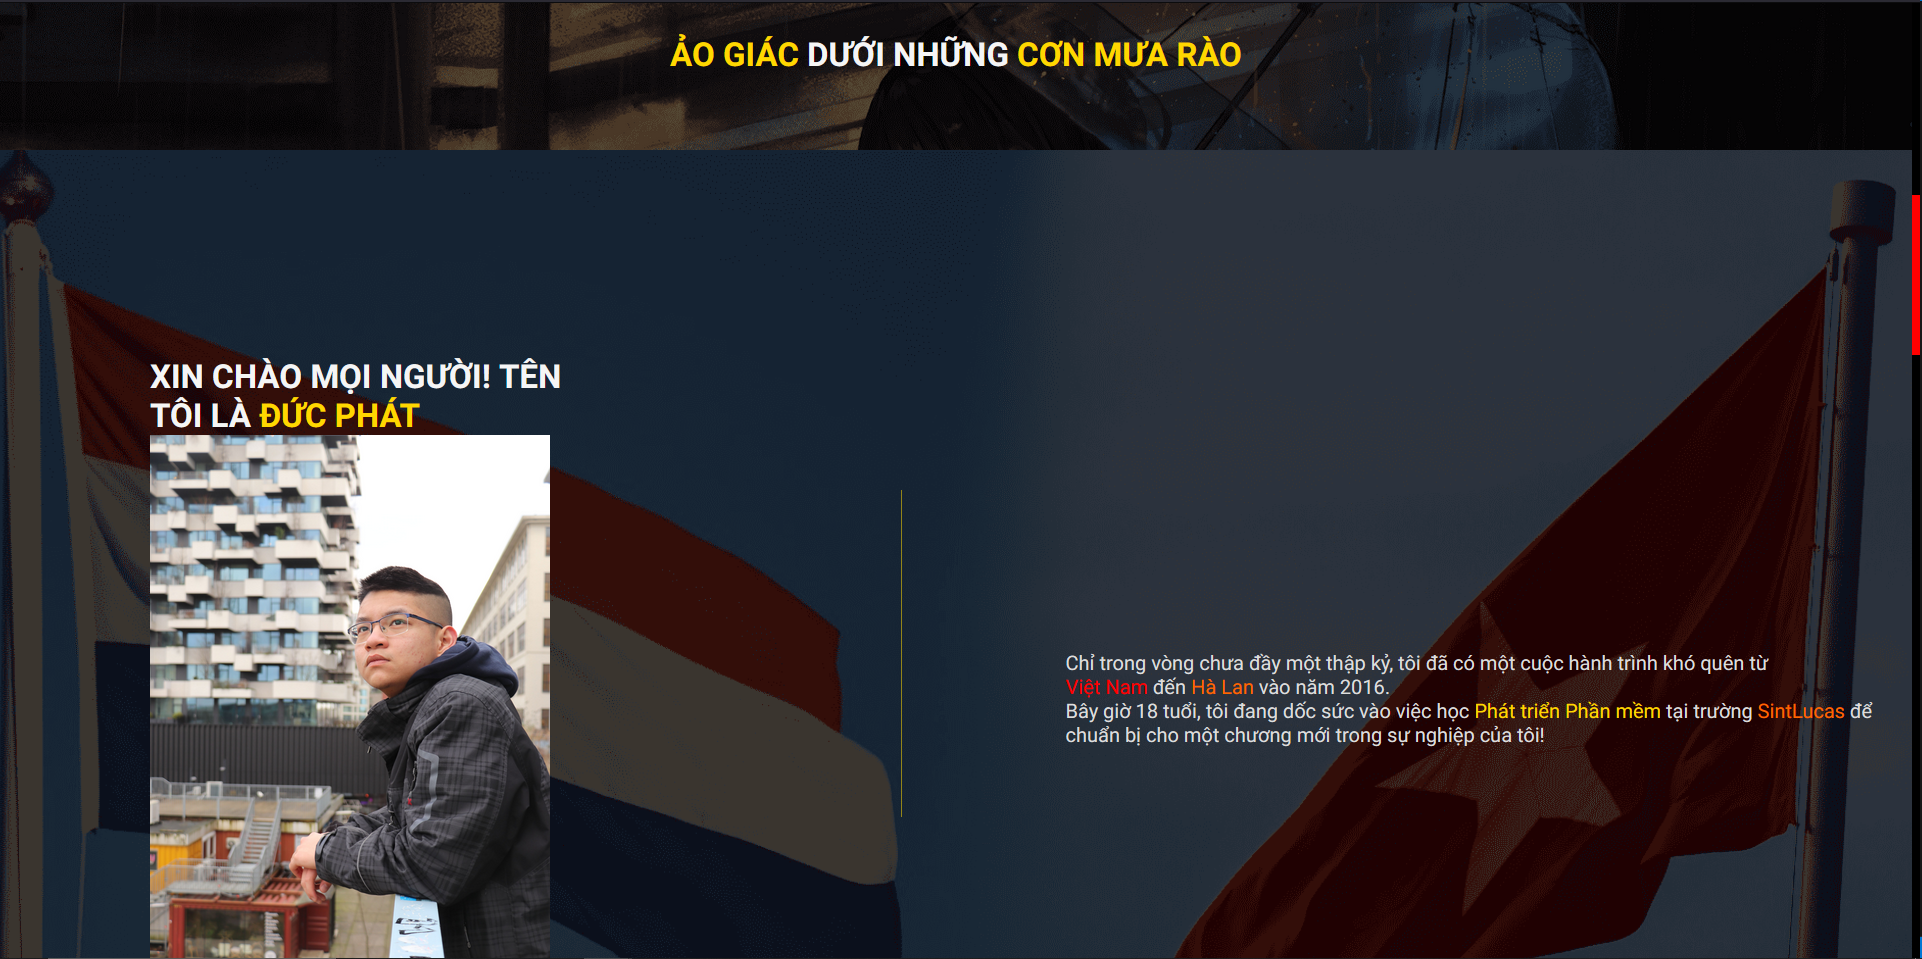 ẢO GIÁC DƯỚI NHỮNG CƠN MƯA RÀO
XIN CHÀO MỌI NGƯỜI! TÊN
TÔI LÀ ĐỨC PHÁT
Chỉ trong vòng chưa đầy một thập kỷ, tôi đã có một cuộc hành trình khó quên từ
Việt Nam đến Hà Lan vào năm 2016.
Bây giờ 18 tuổi, tôi đang dốc sức vào việc học Phát triển Phần mềm tại trường SintLucas để
chuẩn bị cho một chương mới trong sự nghiệp của tôi!